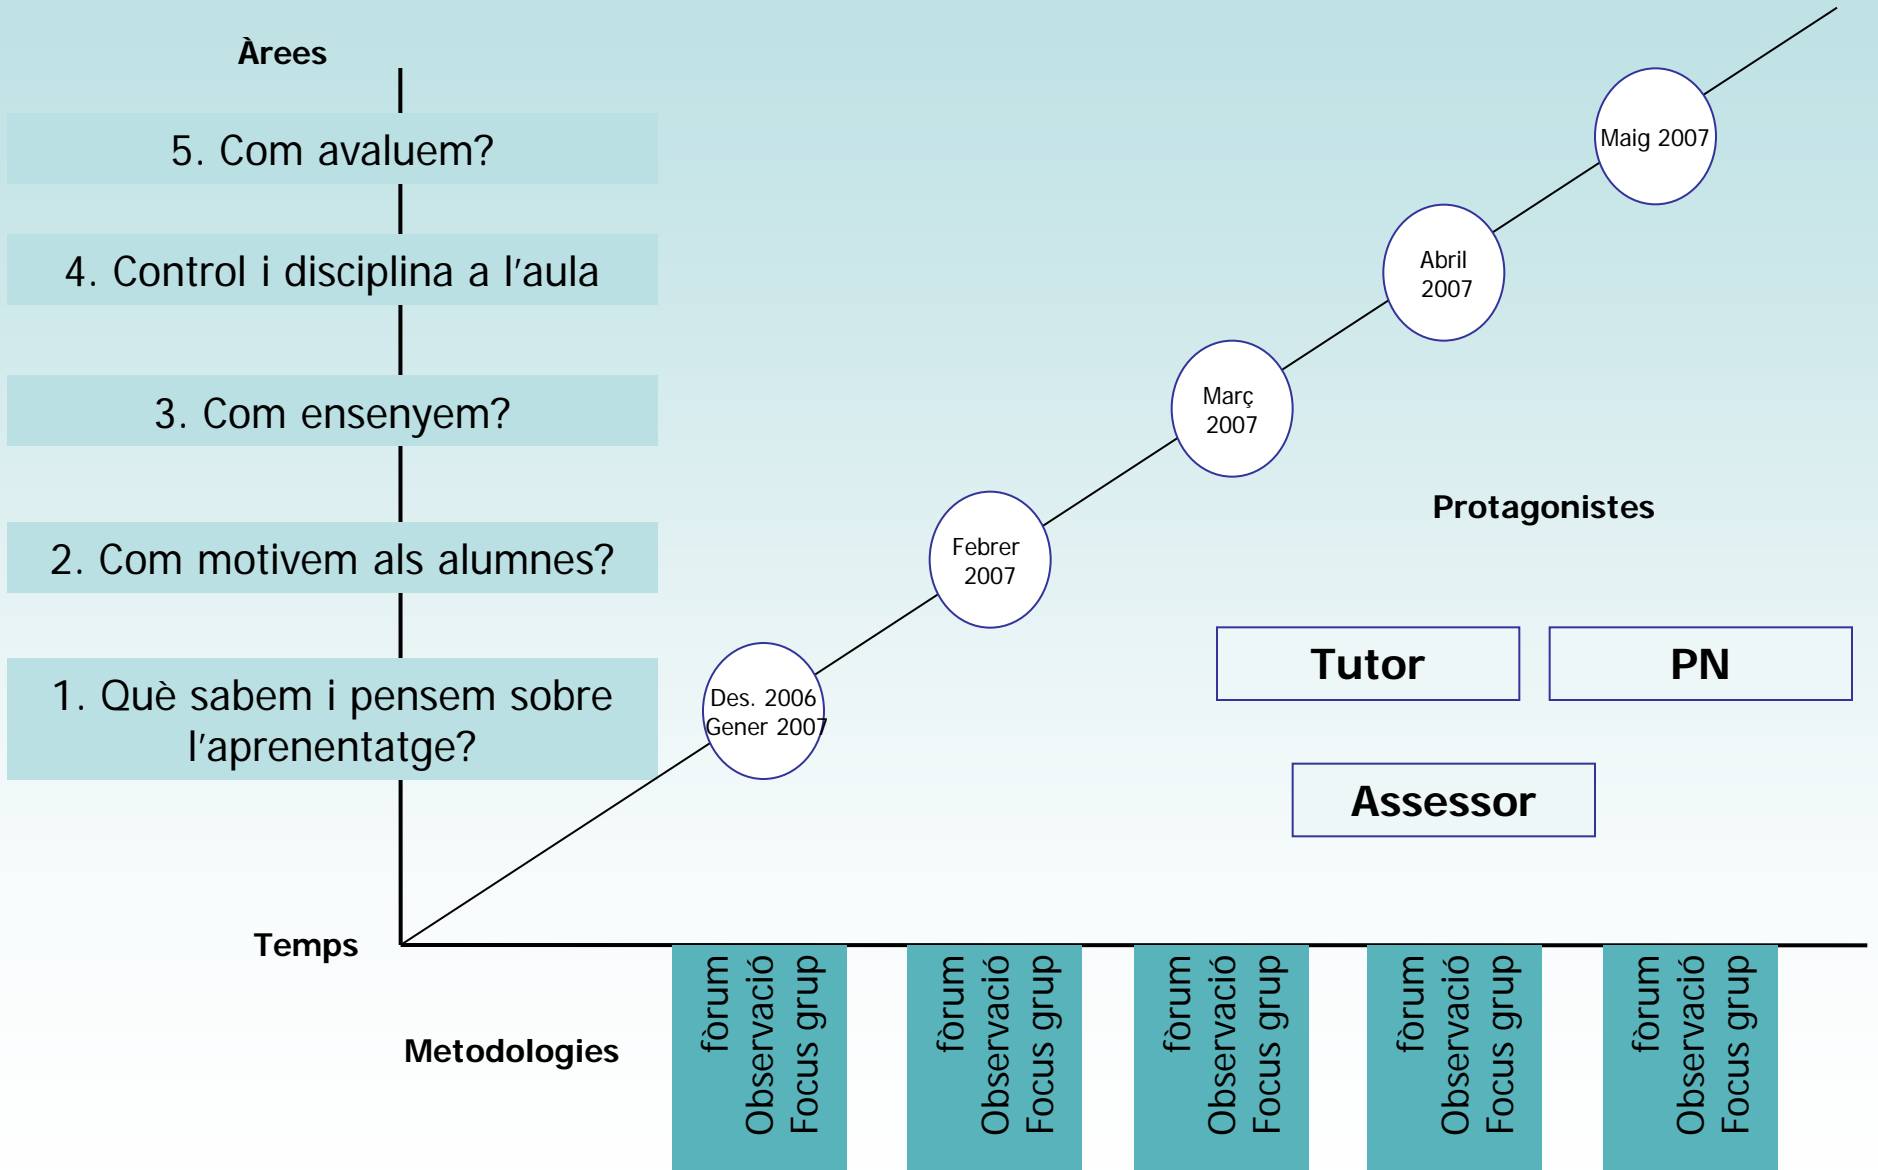 Àrees
5. Com avaluem?
4. Control i disciplina a l'aula
3. Com ensenyem?
2. Com motivem als alumnes?
1. Què sabem i pensem sobre
l'aprenentatge?
Maig 2007
Abril
2007
Març
2007
Febrer
2007
Des. 2006
Gener 2007
Protagonistes
Tutor
PN
Assessor
Temps
Metodologies
fòrum
Observació
Focus grup
fòrum
Observació
Focus grup
fòrum
Observació
Focus grup
fòrum
Observació
Focus grup
fòrum
Observació
Focus grup